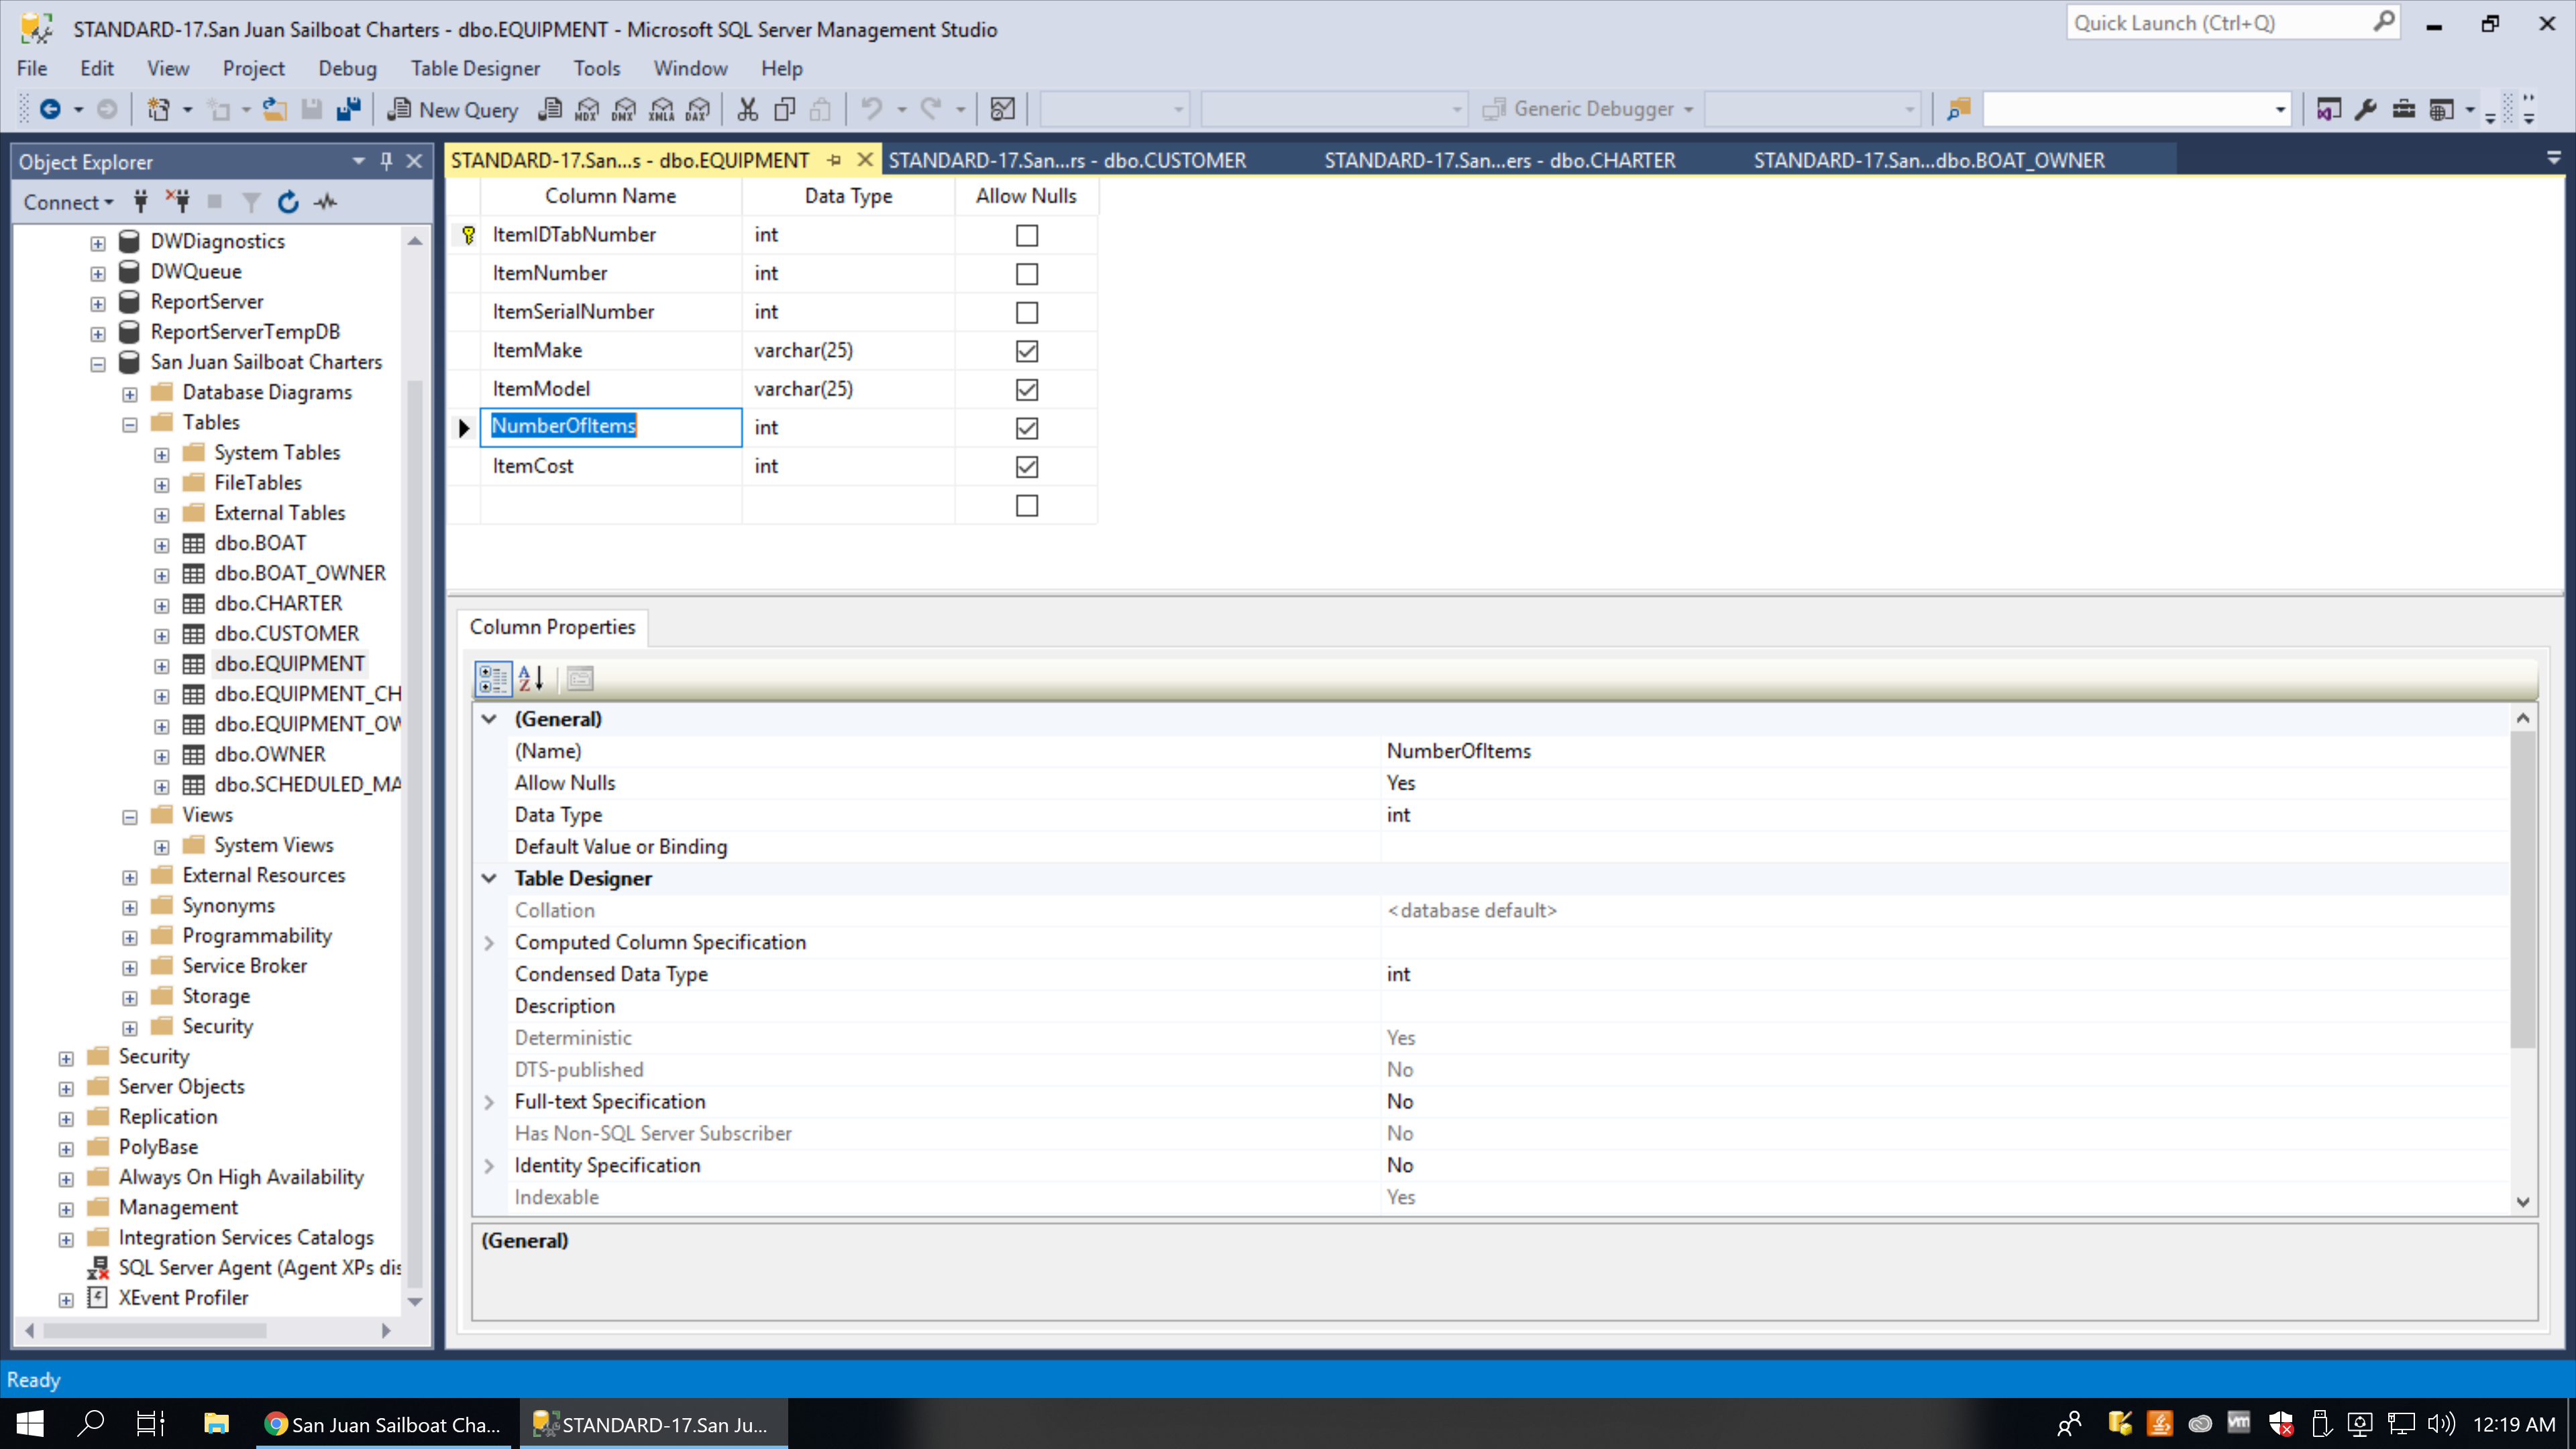 STANDARD-17.San Juan Sailboat Charters - dbo.EQUIPMENT - Microsoft SQL Server Management Studio
Quick Launch (Ctrl+Q)
File Edit View Project Debug Table Designer Tools Window Help
New Query MDX DMX XMLA DAX Generic Debugger
Object Explorer
Connect
DWDiagnostics
DWQueue
ReportServer
ReportServerTempDB
San Juan Sailboat Charters
Database Diagrams
Tables
System Tables
FileTables
External Tables
dbo.BOAT
dbo.BOAT_OWNER
dbo.CHARTER
dbo.CUSTOMER
dbo.EQUIPMENT
dbo.EQUIPMENT_CH
dbo.EQUIPMENT_OW
dbo.OWNER
dbo.SCHEDULED_MA
Views
System Views
External Resources
Synonyms
Programmability
Service Broker
Storage
Security
Security
Server Objects
Replication
PolyBase
Always On High Availability
Management
Integration Services Catalogs
SQL Server Agent (Agent XPs dis
XEvent Profiler
STANDARD-17.San...s - dbo.EQUIPMENT STANDARD-17.San...rs - dbo.CUSTOMER STANDARD-17.San...ers - dbo.CHARTER STANDARD-17.San...dbo.BOAT_OWNER
Column Name Data Type Allow Nulls
ItemIDTabNumber int
ItemNumber int
ItemSerialNumber int
ItemMake varchar(25)
ItemModel varchar(25)
NumberOfItems int
ItemCost int
Column Properties
(General)
(Name) NumberOfItems
Allow Nulls Yes
Data Type int
Default Value or Binding
Table Designer
Collation <database default>
Computed Column Specification
Condensed Data Type int
Description
Deterministic Yes
DTS-published No
Full-text Specification No
Has Non-SQL Server Subscriber No
Identity Specification No
Indexable Yes
(General)
Ready
San Juan Sailboat Cha... STANDARD-17.San Ju... vm 12:19 AM